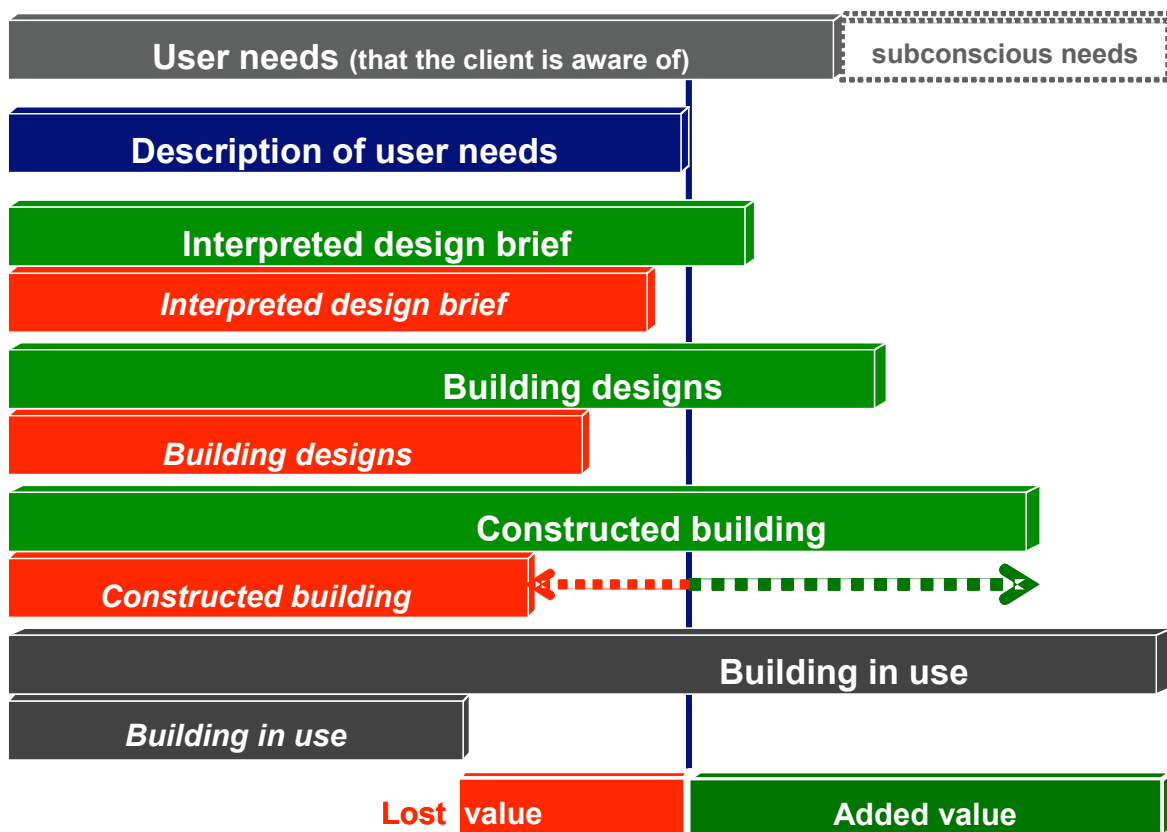 User needs (that the client is aware of)
subconscious needs
Description of user needs
Interpreted design brief
Interpreted design brief
Building designs
Building designs
Constructed building
Constructed building
Building in use
Building in use
Lost value
Added value